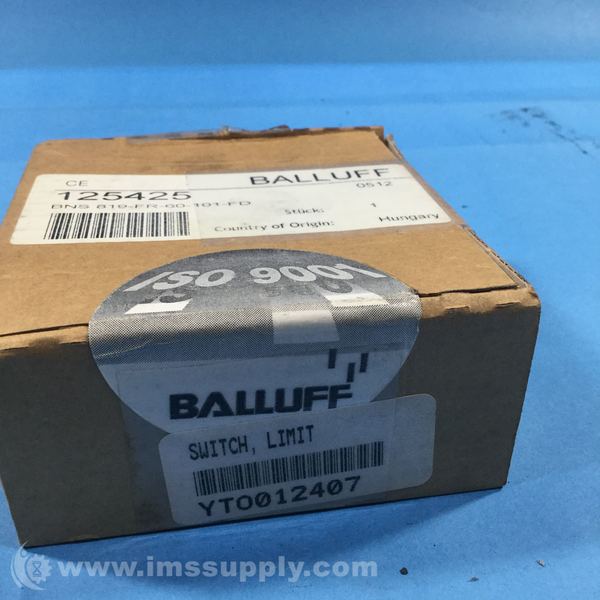 CE
BALLUFF
125425
0512
BNS 819-FR-60-101-FD
Stück:
1
Country of Origin:
Hungary
ISO 9001
BALLUFF
SWITCH, LIMIT
YTO012407
www.imssupply.com